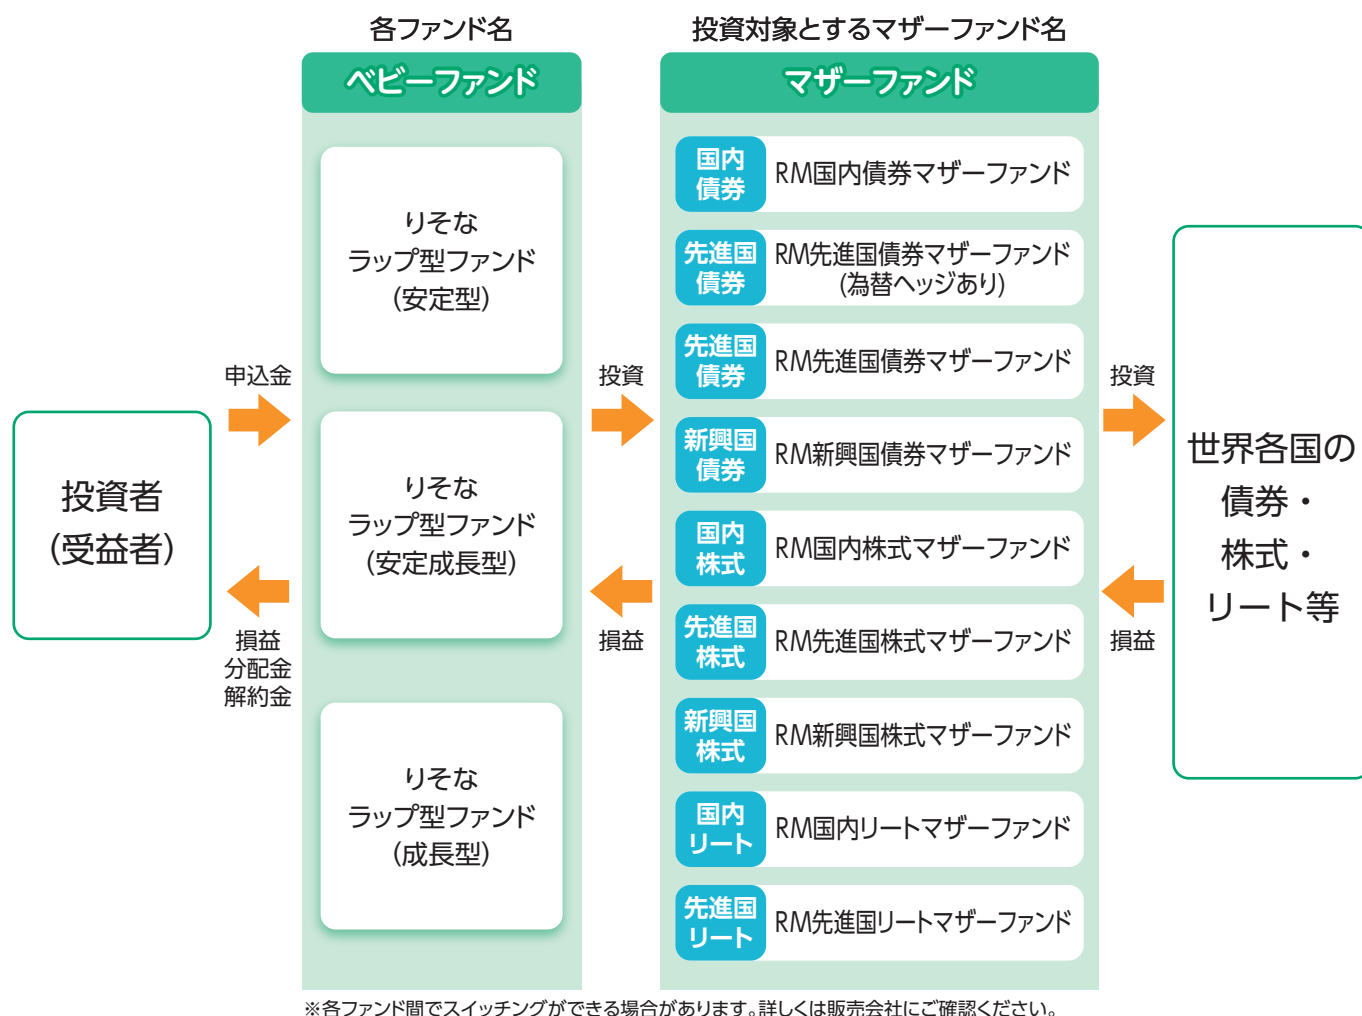 各ファンド名
ベビーファンド
りそな
ラップ型ファンド
(安定型)
りそな
ラップ型ファンド
(安定成長型)
りそな
ラップ型ファンド
(成長型)
投資対象とするマザーファンド名
マザーファンド
国内
債券
RM国内債券マザーファンド
先進国
債券
RM先進国債券マザーファンド
(為替ヘッジあり)
先進国
債券
RM先進国債券マザーファンド
新興国
債券
RM新興国債券マザーファンド
国内
株式
RM国内株式マザーファンド
先進国
株式
RM先進国株式マザーファンド
新興国
株式
RM新興国株式マザーファンド
国内
リート
RM国内リートマザーファンド
先進国
リート
RM先進国リートマザーファンド
投資者
(受益者)
申込金
損益
分配金
解約金
投資
損益
投資
損益
世界各国の
債券・
株式・
リート等
※各ファンド間でスイッチングができる場合があります。詳しくは販売会社にご確認ください。